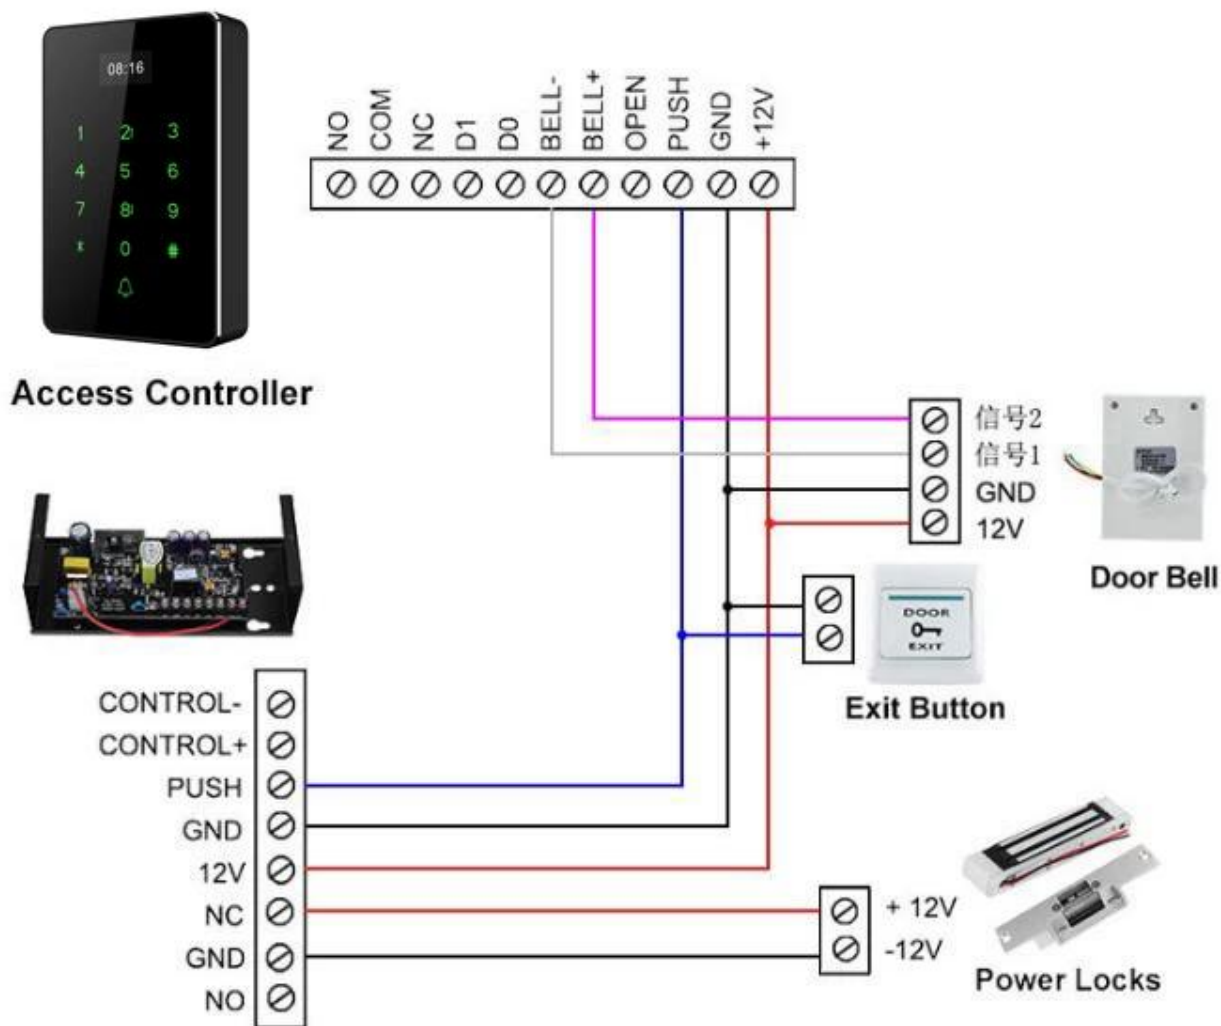 08:16
1 2 3
4 5 6
7 8 9
* 0 #
Access Controller
NO COM NC D1 D0 BELL- BELL+ OPEN PUSH GND +12V
信号2
信号1
GND
12V
Door Bell
DOOR
EXIT
Exit Button
CONTROL-
CONTROL+
PUSH
GND
12V
NC
GND
NO
+ 12V
-12V
Power Locks